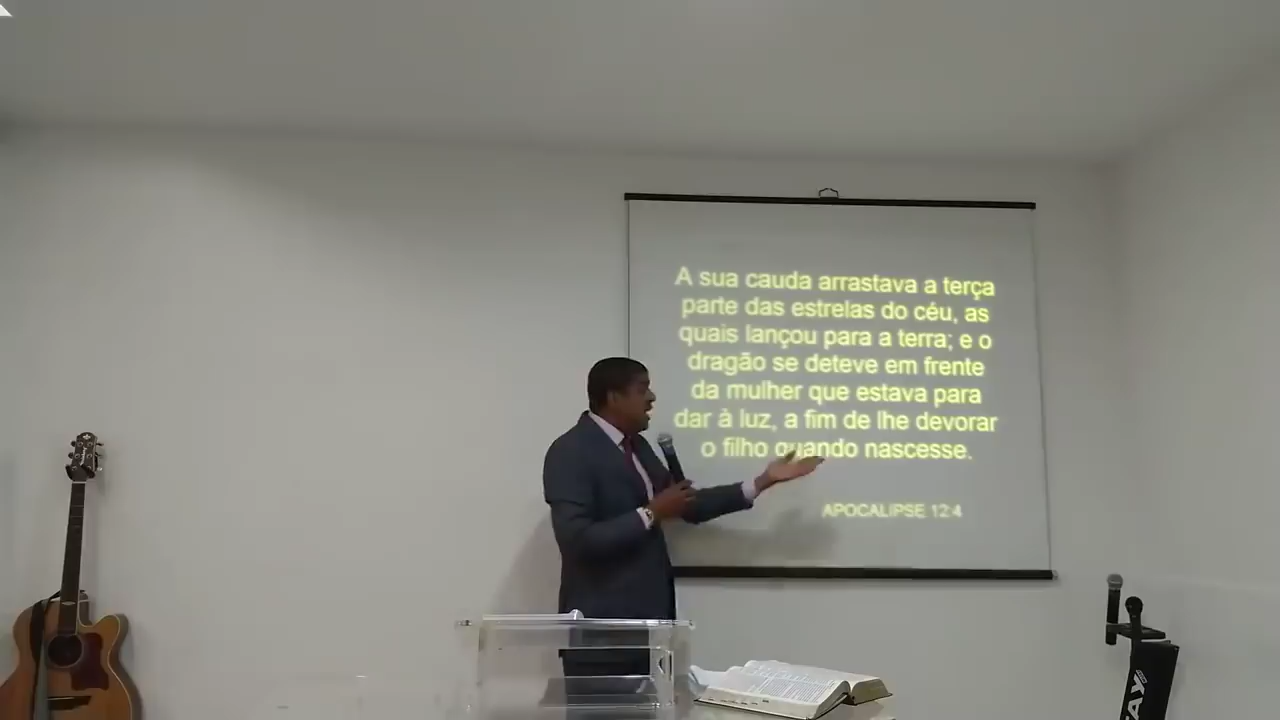 A sua cauda arrastava a terça
parte das estrelas do céu, as
quais lançou para a terra; e o
dragão se deteve em frente
da mulher que estava para
dar à luz, a fim de lhe devorar
o filho quando nascesse.
APOCALIPSE 12:4